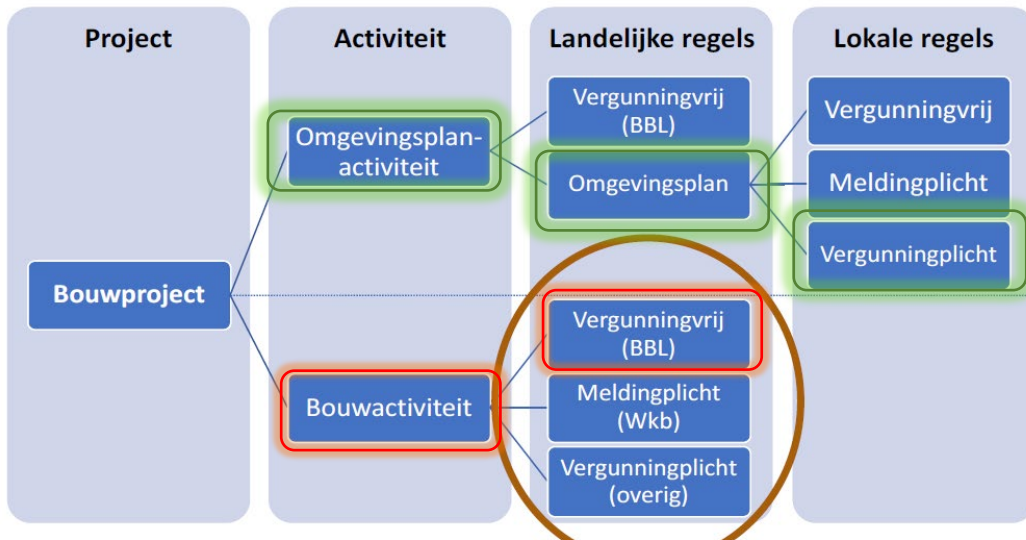 Project
Activiteit
Landelijke regels
Lokale regels
Bouwproject
Omgevingsplan-
activiteit
Bouwactiviteit
Vergunningvrij
(BBL)
Omgevingsplan
Vergunningvrij
(BBL)
Meldingplicht
(Wkb)
Vergunningplicht
(overig)
Vergunningvrij
Meldingplicht
Vergunningplicht